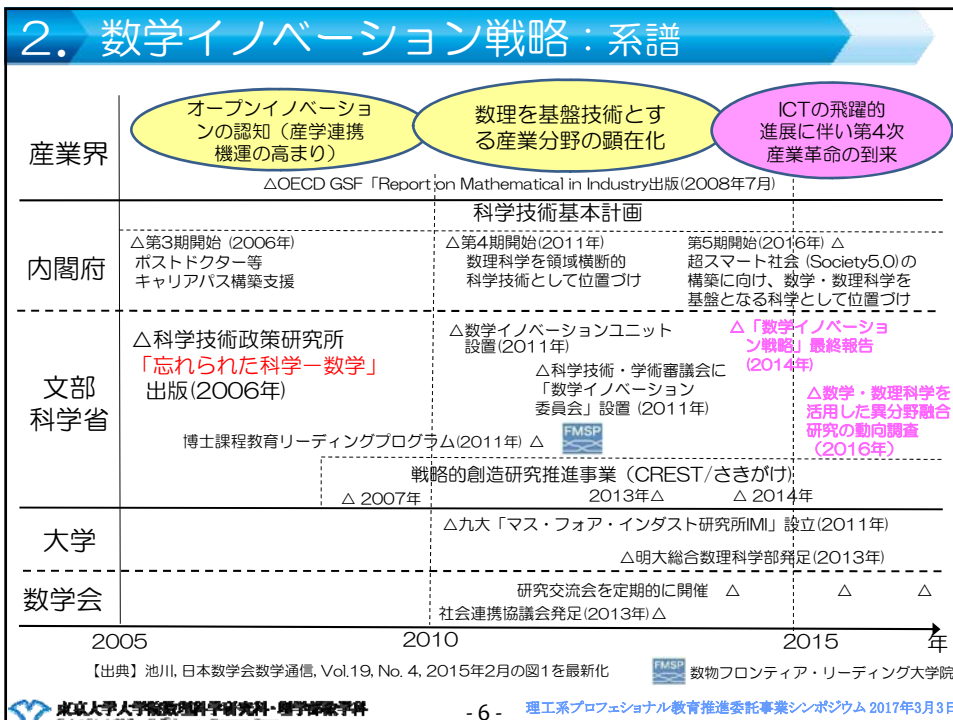 2. 数学イノベーション戦略：系譜
オープンイノベーショ
ンの認知（産学連携
機運の高まり）
数理を基盤技術とす
る産業分野の顕在化
ICTの飛躍的
進展に伴い第4次
産業革命の到来
産業界
△OECD GSF「Report on Mathematical in Industry出版(2008年7月)
科学技術基本計画
内閣府
△第3期開始 (2006年)
ポストドクター等
キャリアパス構築支援
△第4期開始(2011年)
数理科学を領域横断的
科学技術として位置づけ
第5期開始(2016年) △
超スマート社会 (Society5.0)の
構築に向け、数学・数理科学を
基盤となる科学として位置づけ
文部
科学省
△科学技術政策研究所
「忘れられた科学－数学」
出版(2006年)
△数学イノベーションユニット
設置(2011年)
△科学技術・学術審議会に
「数学イノベーション
委員会」設置 (2011年)
△「数学イノベーショ
ン戦略」最終報告
(2014年)
△数学・数理科学を
活用した異分野融合
研究の動向調査
（2016年）
博士課程教育リーディングプログラム(2011年) △
FMSP
戦略的創造研究推進事業（CREST/さきがけ)
△ 2007年
2013年△
△ 2014年
大学
△九大「マス・フォア・インダスト研究所IMI」設立(2011年)
△明大総合数理科学部発足(2013年)
数学会
研究交流会を定期的に開催 △ △ △
社会連携協議会発足(2013年)△
2005 2010 2015 年
【出典】池川, 日本数学会数学通信, Vol.19, No. 4, 2015年2月の図1を最新化
FMSP 数物フロンティア・リーディング大学院
東京大学大学院数理科学研究科・理学部数学科
- 6 -
理工系プロフェショナル教育推進委託事業シンポジウム 2017年3月3日